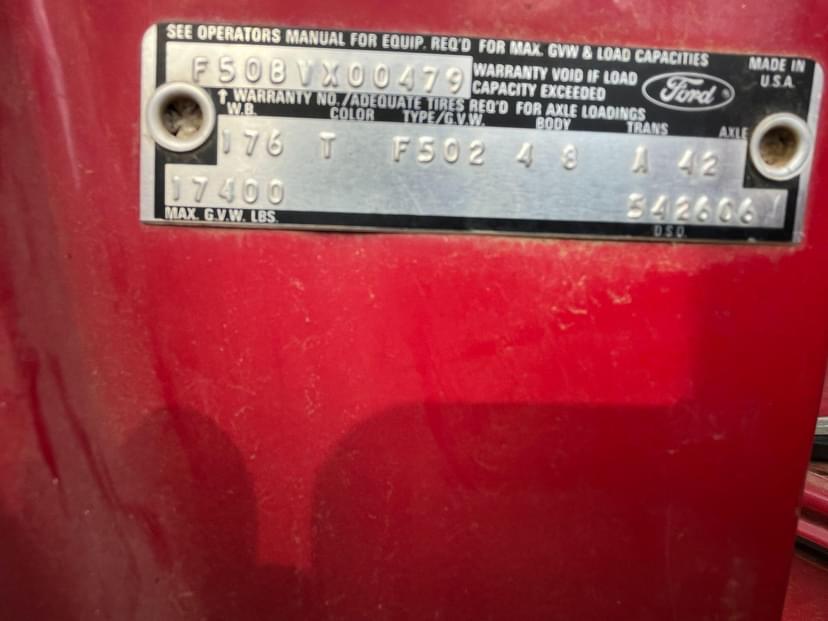 SEE OPERATORS MANUAL FOR EQUIP. REQ'D FOR MAX. GVW & LOAD CAPACITIES
MADE IN U.S.A.
F50BVX00479
WARRANTY VOID IF LOAD
CAPACITY EXCEEDED
Ford
↑ WARRANTY NO./ADEQUATE TIRES REQ'D FOR AXLE LOADINGS
W.B. COLOR TYPE/G.V.W. BODY TRANS AXLE
176 T F502 48 A 42
17400 542606
MAX. G.V.W. LBS. D.S.O.